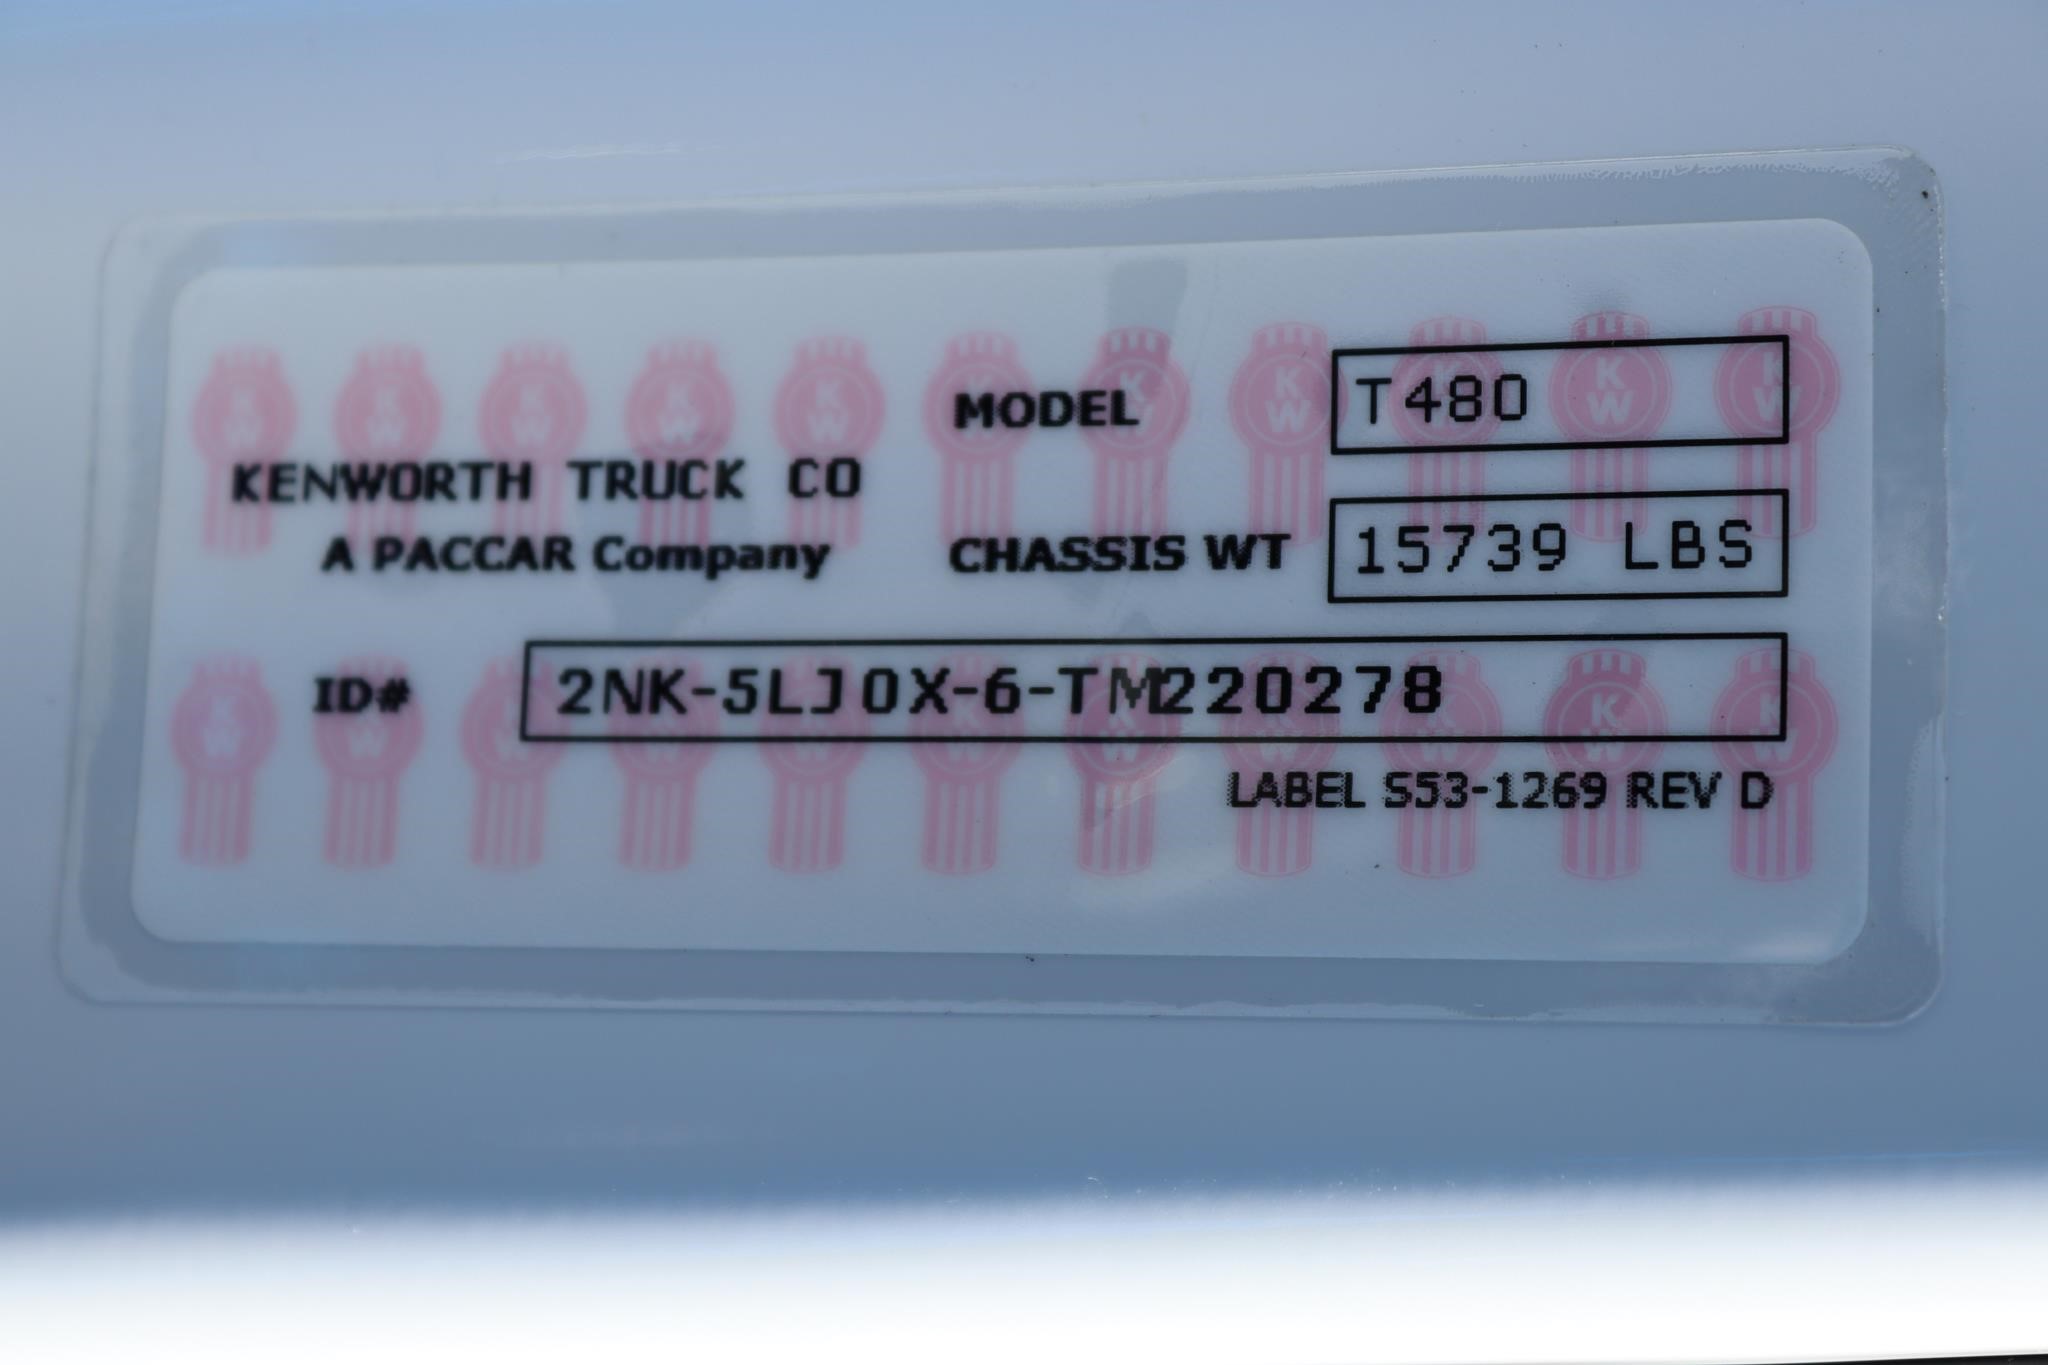 KENWORTH TRUCK CO
A PACCAR Company
MODEL T480
CHASSIS WT 15739 LBS
ID# 2NK-5LJ0X-6-TM220278
LABEL S53-1269 REV D